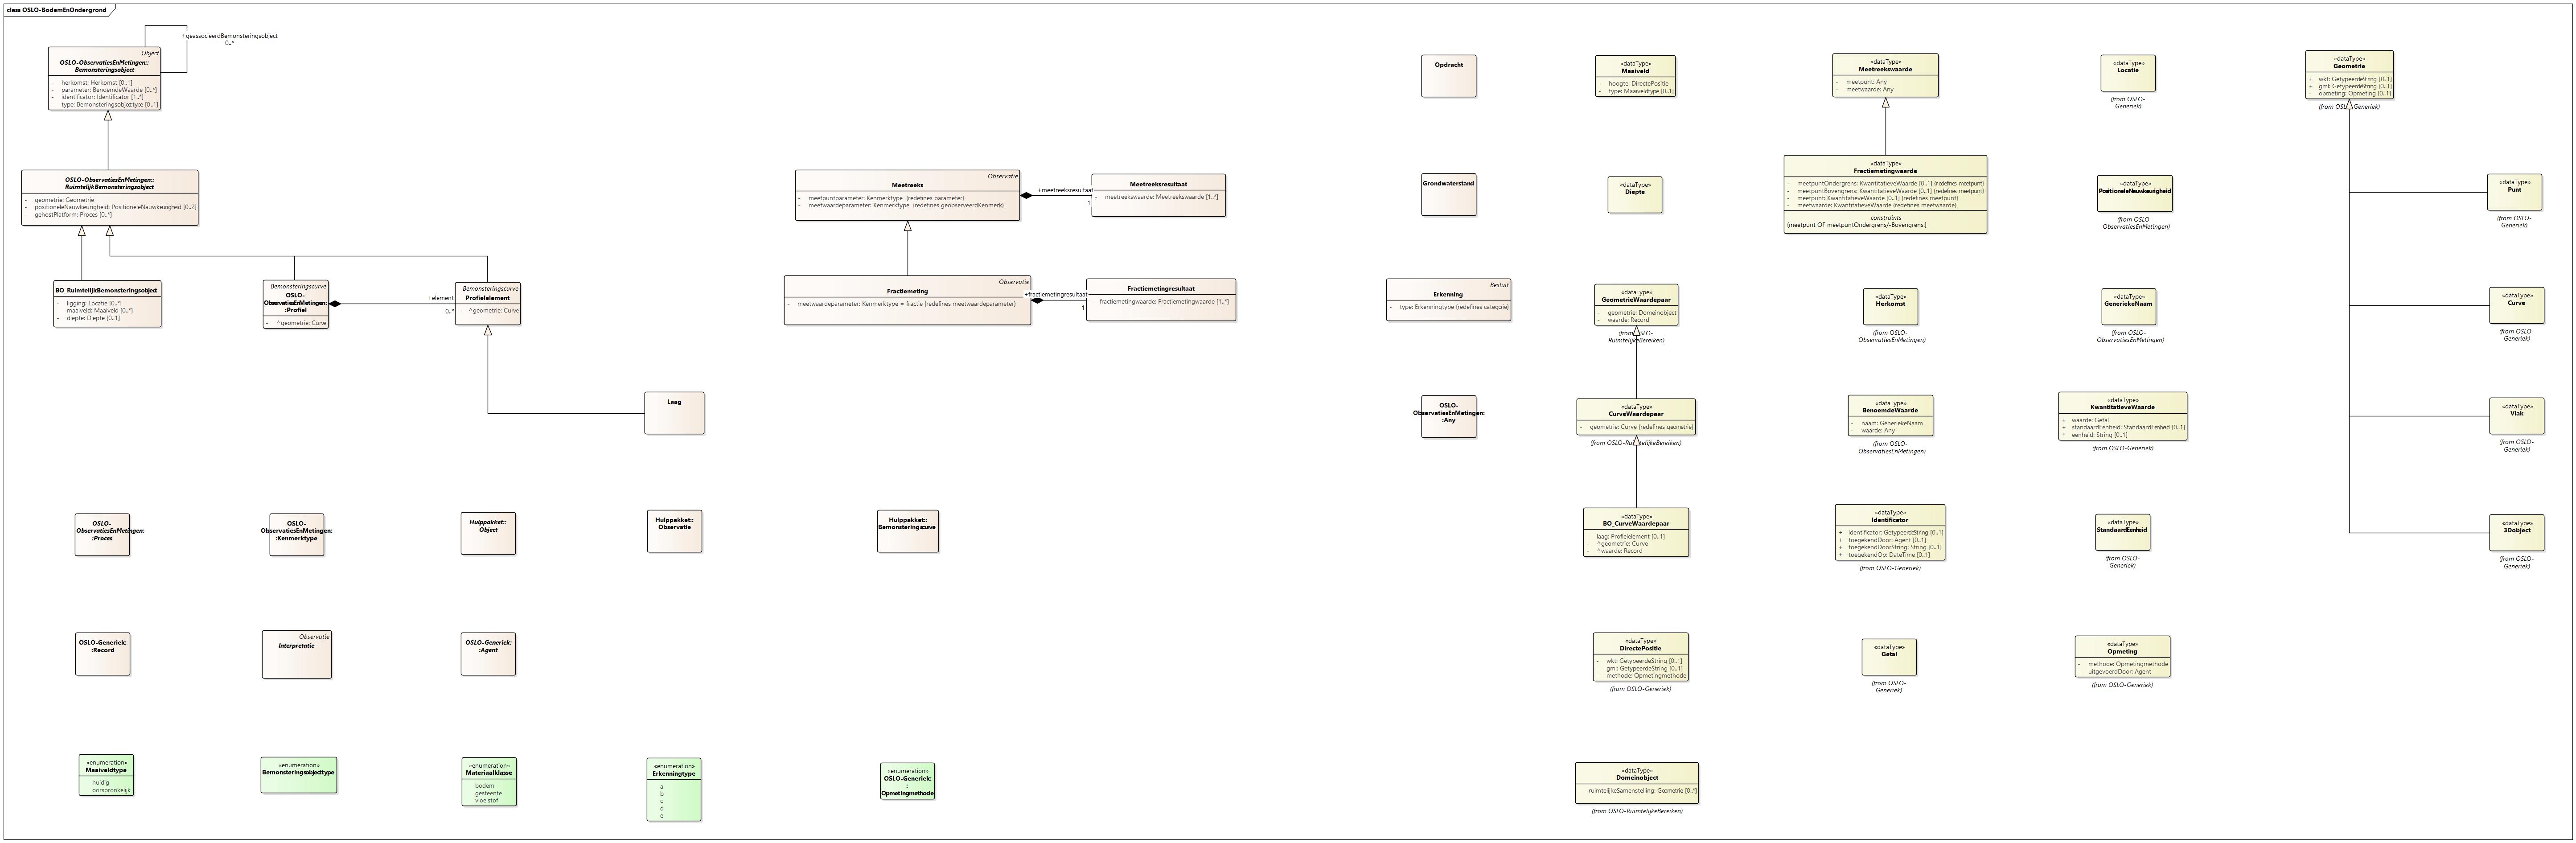 class OSLO-BodemEnOndergrond
+geassocieerdBemonsteringsobject
0..*
Object
OSLO-ObservatiesEnMetingen::
Bemonsteringsobject
- herkomst: Herkomst [0..1]
- parameter: BenoemdeWaarde [0..*]
- identificator: Identificator [1..*]
- type: Bemonsteringsobjecttype [0..1]
OSLO-ObservatiesEnMetingen::
RuimtelijkBemonsteringsobject
- geometrie: Geometrie
- positioneleNauwkeurigheid: PositioneleNauwkeurigheid [0..2]
- gehostPlatform: Proces [0..*]
BO_RuimtelijkBemonsteringsobject
- ligging: Locatie [0..*]
- maaiveld: Maaiveld [0..*]
- diepte: Diepte [0..1]
Bemonsteringscurve
OSLO-
ObservatiesEnMetingen:
:Profiel
- ^geometrie: Curve
+element
0..*
Bemonsteringscurve
Profielelement
- ^geometrie: Curve
Laag
Observatie
Meetreeks
- meetpuntparameter: Kenmerktype (redefines parameter)
- meetwaardeparameter: Kenmerktype (redefines geobserveerdKenmerk)
+meetreeksresultaat
1
Meetreeksresultaat
- meetreekswaarde: Meetreekswaarde [1..*]
Observatie
Fractiemeting
- meetwaardeparameter: Kenmerktype = fractie (redefines meetwaardeparameter)
+fractiemetingresultaat
1
Fractiemetingresultaat
- fractiemetingwaarde: Fractiemetingwaarde [1..*]
OSLO-
ObservatiesEnMetingen:
:Proces
OSLO-
ObservatiesEnMetingen:
:Kenmerktype
Hulppakket::
Object
Hulppakket::
Observatie
Hulppakket::
Bemonsteringscurve
OSLO-Generiek:
:Record
Observatie
Interpretatie
OSLO-Generiek:
:Agent
«enumeration»
Maaiveldtype
huidig
oorspronkelijk
«enumeration»
Bemonsteringsobjecttype
«enumeration»
Materiaalklasse
bodem
gesteente
vloeistof
«enumeration»
Erkenningtype
a
b
c
d
e
«enumeration»
OSLO-Generiek:
:
Opmetingmethode
Opdracht
Grondwaterstand
Besluit
Erkenning
- type: Erkenningtype (redefines categorie)
OSLO-
ObservatiesEnMetingen:
:Any
«dataType»
Maaiveld
- hoogte: DirectePositie
- type: Maaiveldtype [0..1]
«dataType»
Diepte
«dataType»
GeometrieWaardepaar
- geometrie: Domeinobject
- waarde: Record
(from OSLO-
RuimtelijkeBereiken)
«dataType»
CurveWaardepaar
- geometrie: Curve (redefines geometrie)
(from OSLO-RuimtelijkeBereiken)
«dataType»
BO_CurveWaardepaar
- laag: Profielelement [0..1]
- ^geometrie: Curve
- ^waarde: Record
«dataType»
DirectePositie
- wkt: GetypeerdeString [0..1]
- gml: GetypeerdeString [0..1]
- methode: Opmetingmethode
(from OSLO-Generiek)
«dataType»
Domeinobject
- ruimtelijkeSamenstelling: Geometrie [0..*]
(from OSLO-RuimtelijkeBereiken)
«dataType»
Meetreekswaarde
- meetpunt: Any
- meetwaarde: Any
«dataType»
Fractiemetingwaarde
- meetpuntOndergrens: KwantitatieveWaarde [0..1] (redefines meetpunt)
- meetpuntBovengrens: KwantitatieveWaarde [0..1] (redefines meetpunt)
- meetpunt: KwantitatieveWaarde [0..1] (redefines meetpunt)
- meetwaarde: KwantitatieveWaarde (redefines meetwaarde)
constraints
{meetpunt OF meetpuntOndergrens/-Bovengrens.}
«dataType»
Herkomst
(from OSLO-
ObservatiesEnMetingen)
«dataType»
BenoemdeWaarde
- naam: GeneriekeNaam
- waarde: Any
(from OSLO-
ObservatiesEnMetingen)
«dataType»
Identificator
+ identificator: GetypeerdeString [0..1]
+ toegekendDoor: Agent [0..1]
+ toegekendDoorString: String [0..1]
+ toegekendOp: DateTime [0..1]
(from OSLO-Generiek)
«dataType»
Getal
(from OSLO-
Generiek)
«dataType»
Locatie
(from OSLO-
Generiek)
«dataType»
PositioneleNauwkeurigheid
(from OSLO-
ObservatiesEnMetingen)
«dataType»
GeneriekeNaam
(from OSLO-
ObservatiesEnMetingen)
«dataType»
KwantitatieveWaarde
+ waarde: Getal
+ standaardEenheid: StandaardEenheid [0..1]
+ eenheid: String [0..1]
(from OSLO-Generiek)
«dataType»
StandaardEenheid
(from OSLO-
Generiek)
«dataType»
Opmeting
- methode: Opmetingmethode
- uitgevoerdDoor: Agent
(from OSLO-Generiek)
«dataType»
Geometrie
+ wkt: GetypeerdeString [0..1]
+ gml: GetypeerdeString [0..1]
- opmeting: Opmeting [0..1]
(from OSLO-Generiek)
«dataType»
Punt
(from OSLO-
Generiek)
«dataType»
Curve
(from OSLO-
Generiek)
«dataType»
Vlak
(from OSLO-
Generiek)
«dataType»
3Dobject
(from OSLO-
Generiek)